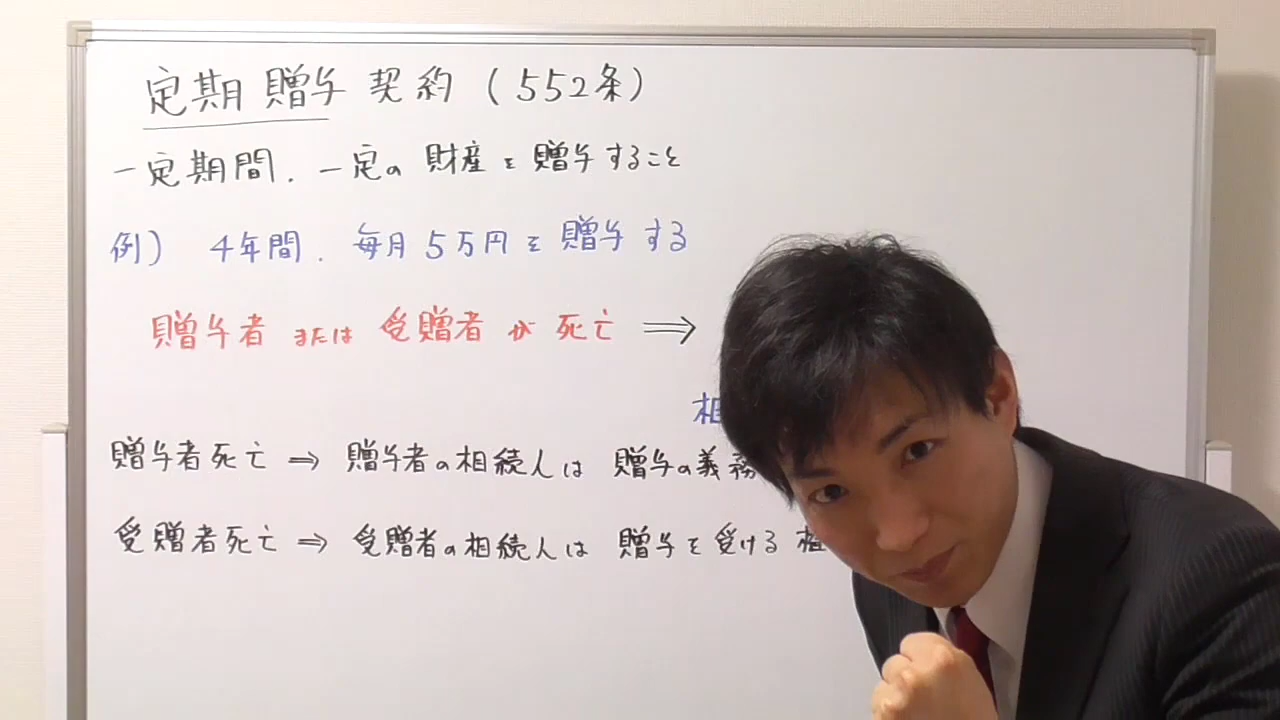 定期贈与契約(552条)
一定期間、一定の財産を贈与すること
例) 4年間、毎月5万円を贈与する
贈与者または受贈者が死亡 ⇒
相
贈与者死亡 ⇒ 贈与者の相続人は 贈与の義務
受贈者死亡 ⇒ 受贈者の相続人は 贈与を受ける